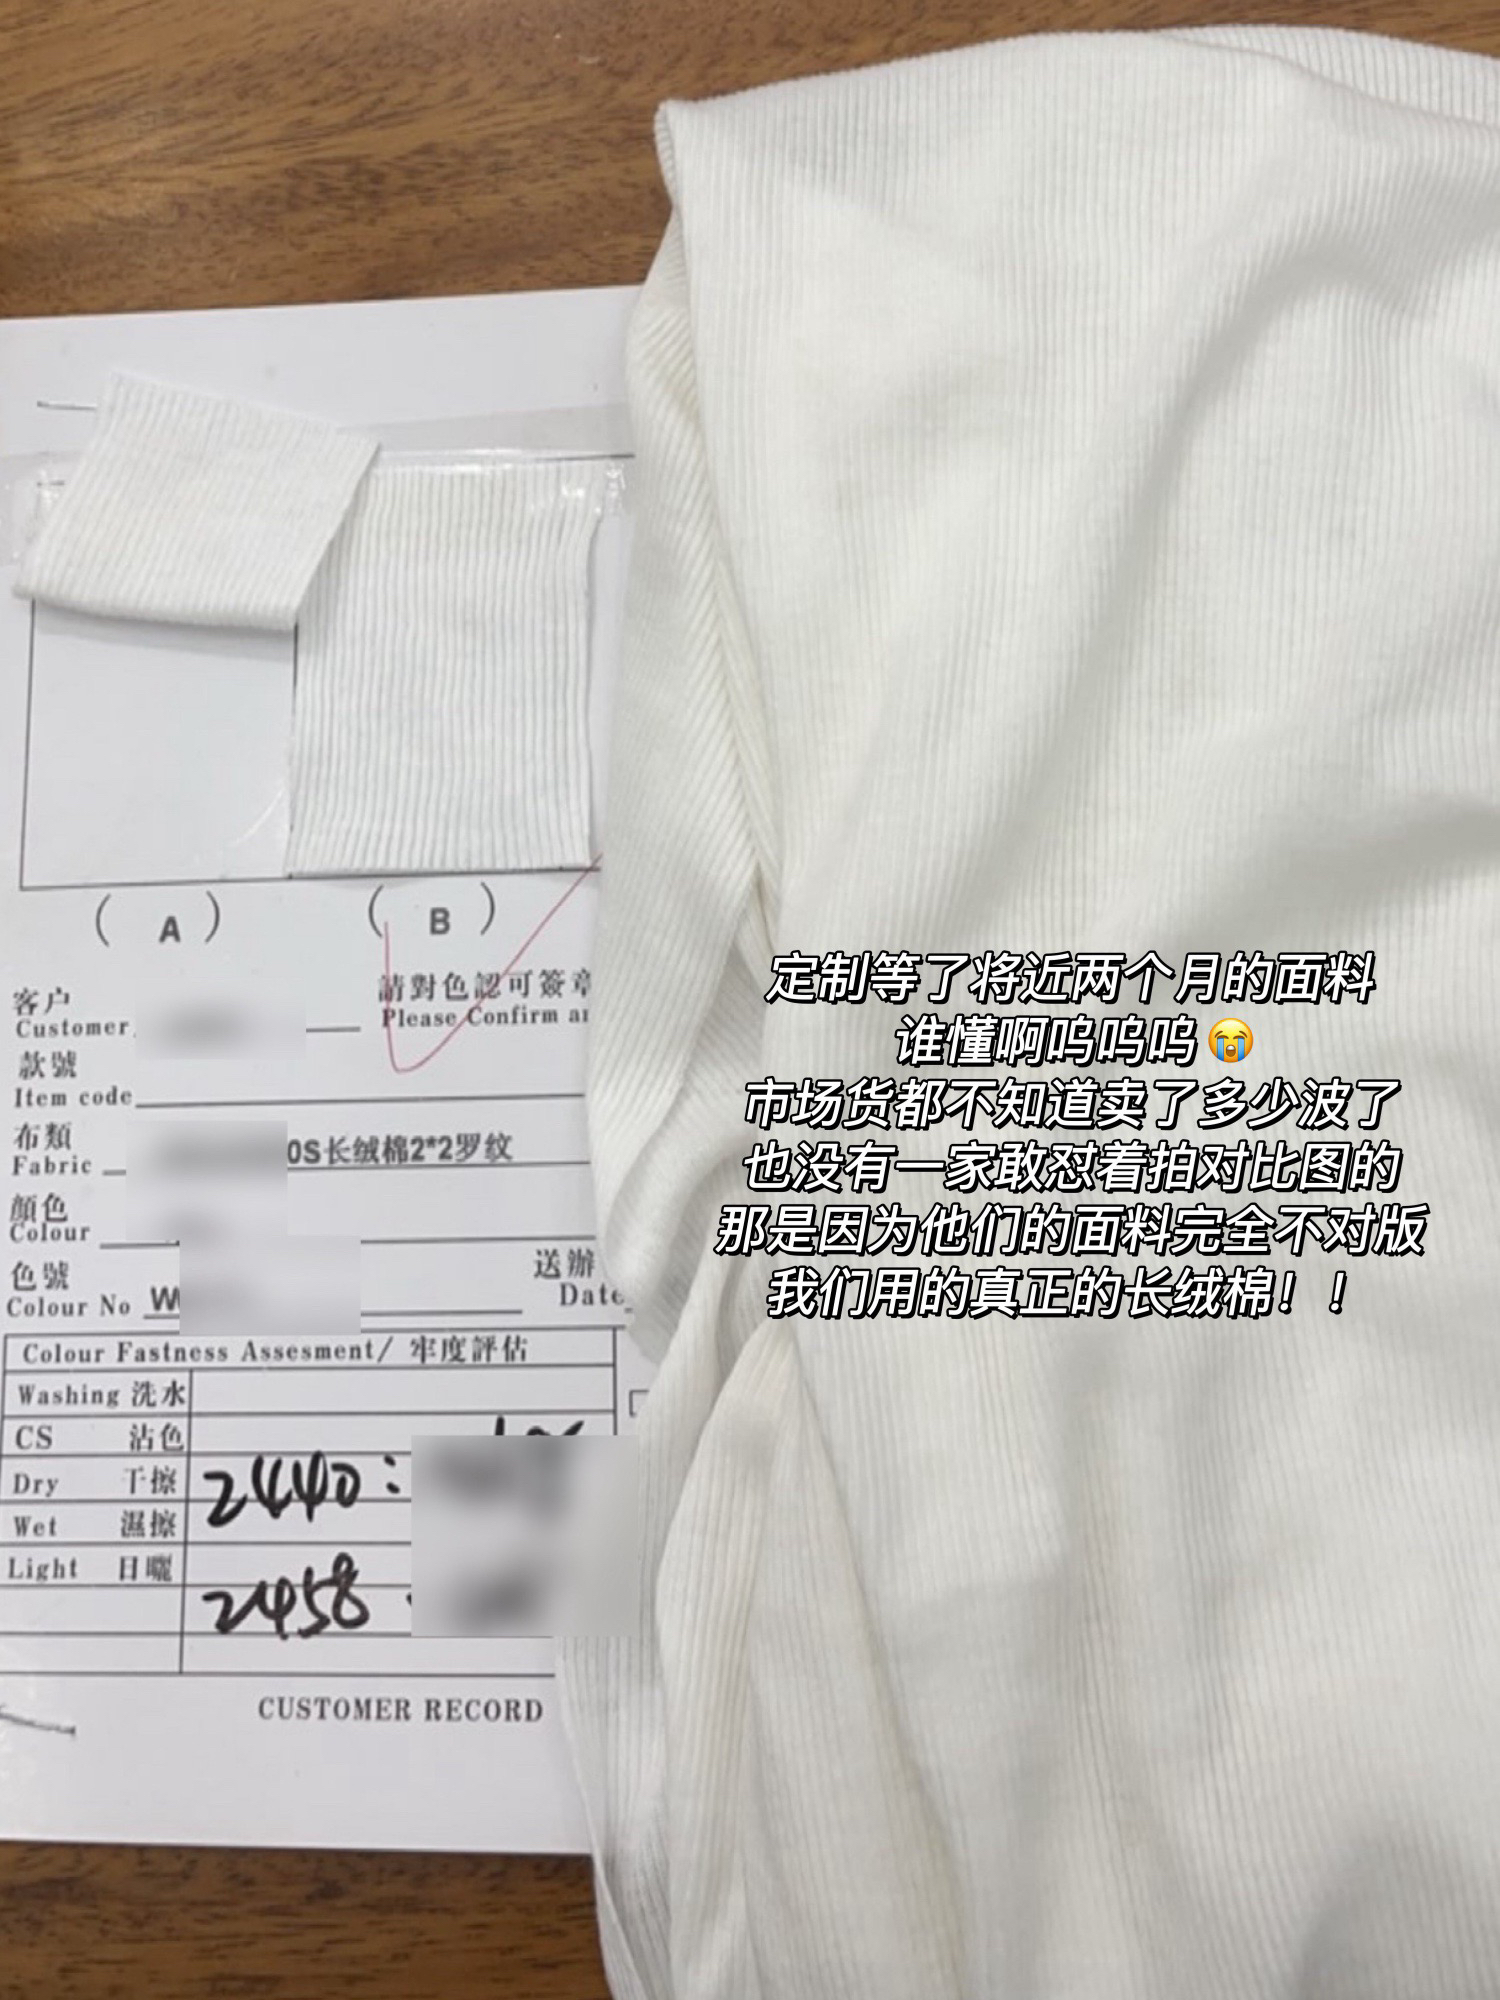 ( A )
( B )
客户
Customer
請對色認可簽章
Please Confirm
款號
Item code
布類
Fabric
0S长绒棉2*2罗纹
顏色
Colour
色號
Colour No
W
送辦
Date
Colour Fastness Assesment/ 牢度評估
Washing 洗水
CS 沾色
Dry 干擦
2440:
Wet 濕擦
Light 日曬
2458
CUSTOMER RECORD
定制等了将近两个月的面料
谁懂啊呜呜呜😭
市场货都不知道卖了多少波了
也没有一家敢怼着拍对比图的
那是因为他们的面料完全不对版
我们用的真正的长绒棉！！